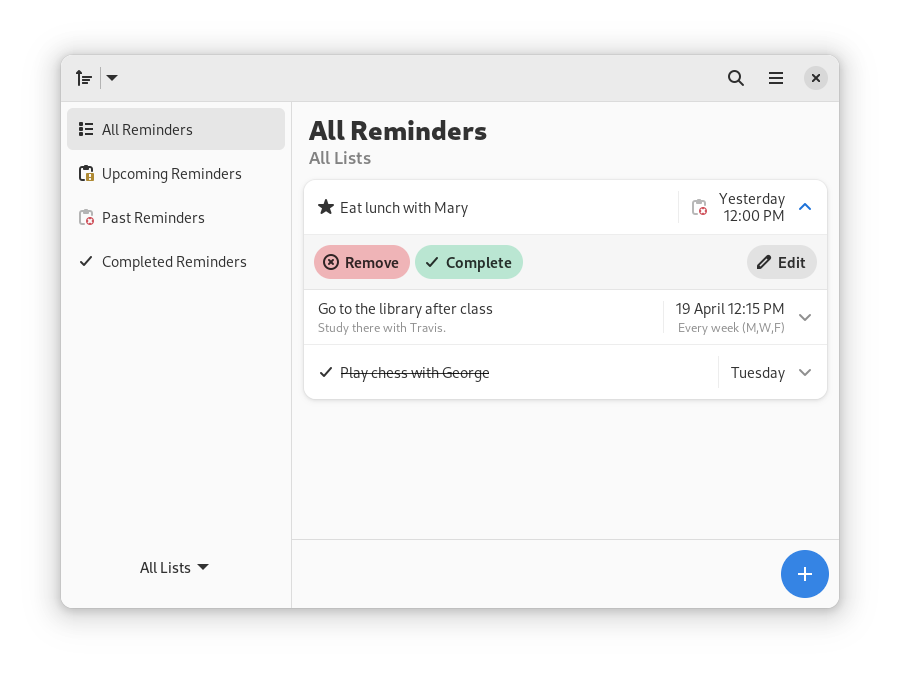 All Reminders
Upcoming Reminders
Past Reminders
Completed Reminders
All Lists
All Reminders
All Lists
Eat lunch with Mary
Yesterday
12:00 PM
Remove
Complete
Edit
Go to the library after class
Study there with Travis.
19 April 12:15 PM
Every week (M,W,F)
Play chess with George
Tuesday